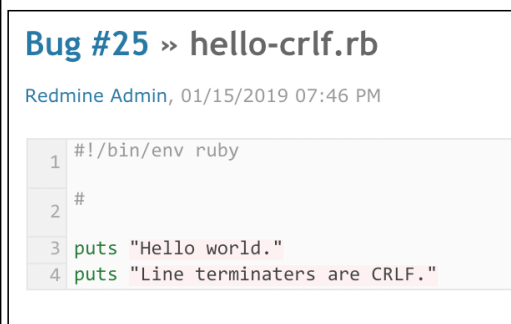 Bug #25 » hello-crlf.rb
Redmine Admin, 01/15/2019 07:46 PM
1 #!/bin/env ruby
2 #
3 puts "Hello world."
4 puts "Line terminaters are CRLF."